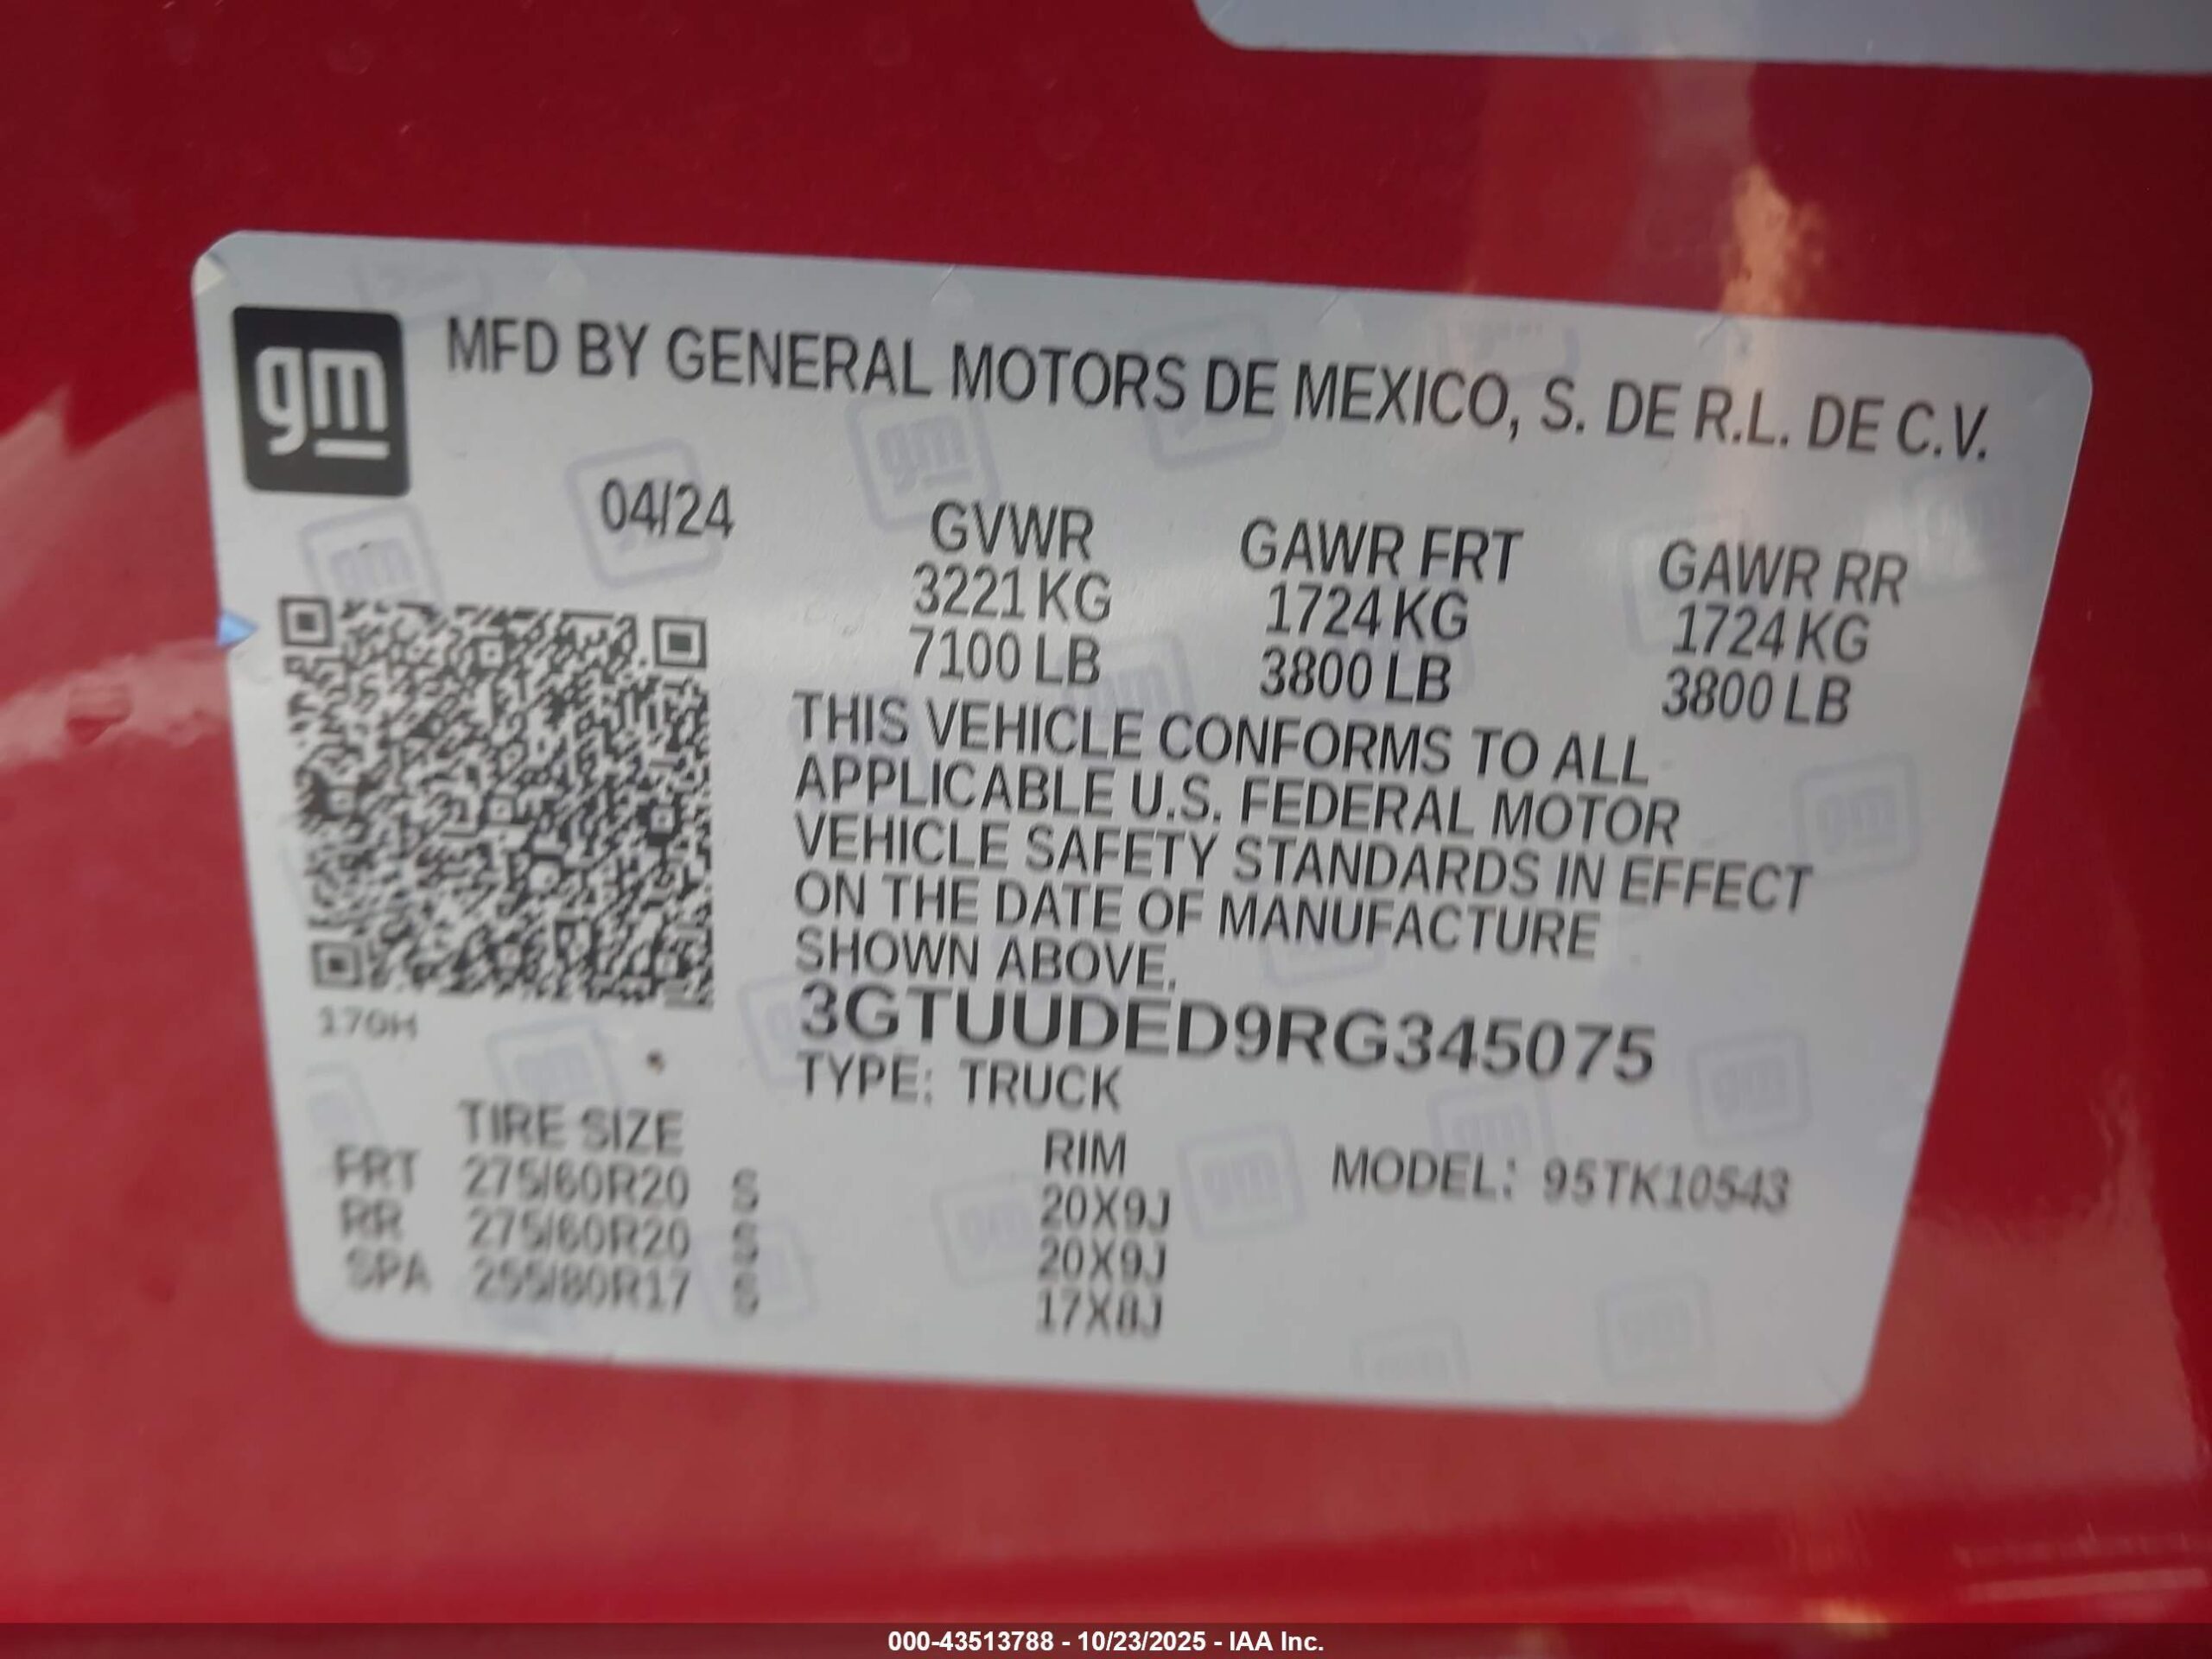 gm MFD BY GENERAL MOTORS DE MEXICO, S. DE R.L. DE C.V.
04/24
GVWR GAWR FRT GAWR RR
3221 KG 1724 KG 1724 KG
7100 LB 3800 LB 3800 LB
THIS VEHICLE CONFORMS TO ALL
APPLICABLE U.S. FEDERAL MOTOR
VEHICLE SAFETY STANDARDS IN EFFECT
ON THE DATE OF MANUFACTURE
SHOWN ABOVE.
170H
3GTUUDED9RG345075
TYPE: TRUCK
TIRE SIZE RIM MODEL: 95TK10543
FRT 275/60R20 S 20X9J
RR 275/60R20 S 20X9J
SPA 255/80R17 S 17X8J
000-43513788 - 10/23/2025 - IAA Inc.